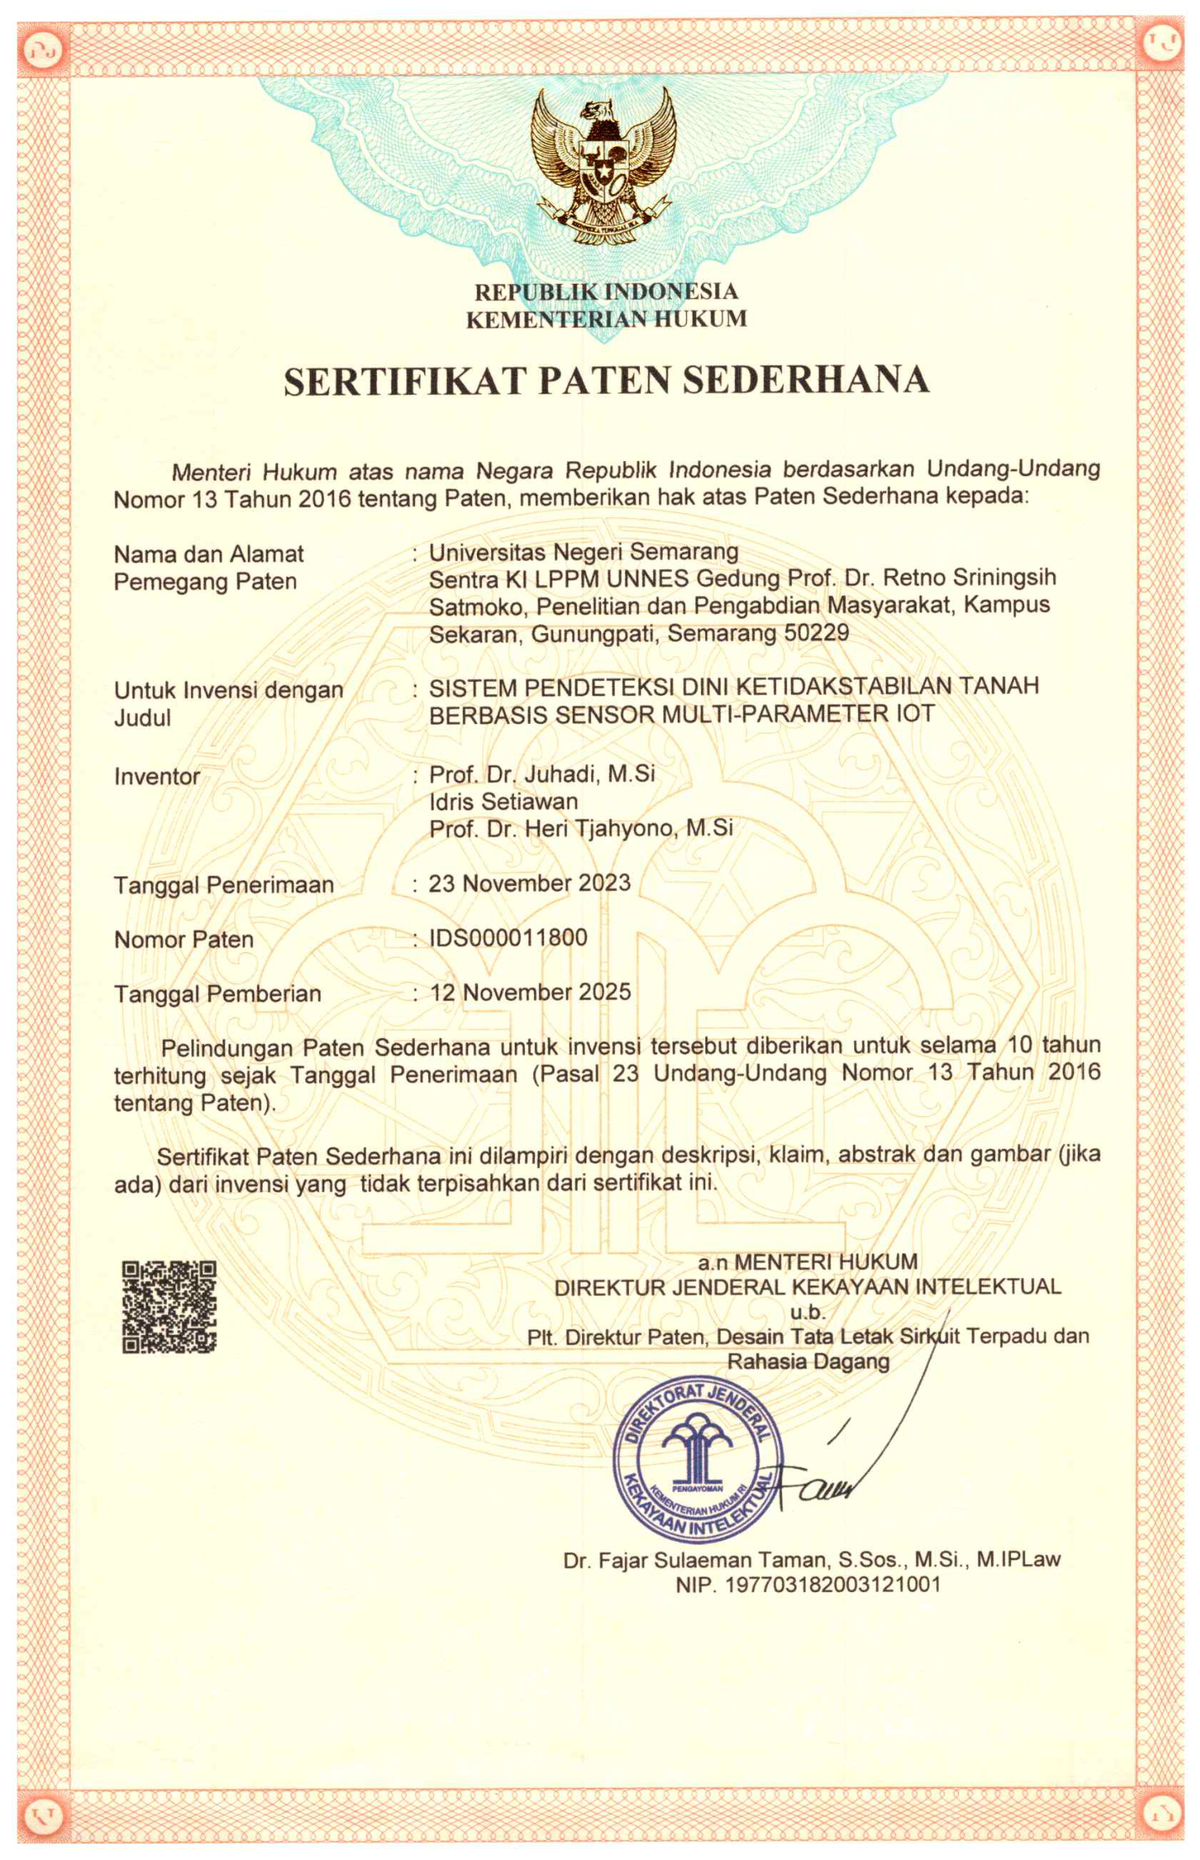 REPUBLIK INDONESIA
KEMENTERIAN HUKUM
SERTIFIKAT PATEN SEDERHANA
Menteri Hukum atas nama Negara Republik Indonesia berdasarkan Undang-Undang
Nomor 13 Tahun 2016 tentang Paten, memberikan hak atas Paten Sederhana kepada:
Nama dan Alamat : Universitas Negeri Semarang
Pemegang Paten Sentra KI LPPM UNNES Gedung Prof. Dr. Retno Sriningsih
Satmoko, Penelitian dan Pengabdian Masyarakat, Kampus
Sekaran, Gunungpati, Semarang 50229
Untuk Invensi dengan : SISTEM PENDETEKSI DINI KETIDAKSTABILAN TANAH
Judul BERBASIS SENSOR MULTI-PARAMETER IOT
Inventor : Prof. Dr. Juhadi, M.Si
Idris Setiawan
Prof. Dr. Heri Tjahyono, M.Si
Tanggal Penerimaan : 23 November 2023
Nomor Paten : IDS000011800
Tanggal Pemberian : 12 November 2025
Pelindungan Paten Sederhana untuk invensi tersebut diberikan untuk selama 10 tahun
terhitung sejak Tanggal Penerimaan (Pasal 23 Undang-Undang Nomor 13 Tahun 2016
tentang Paten).
Sertifikat Paten Sederhana ini dilampiri dengan deskripsi, klaim, abstrak dan gambar (jika
ada) dari invensi yang tidak terpisahkan dari sertifikat ini.
a.n MENTERI HUKUM
DIREKTUR JENDERAL KEKAYAAN INTELEKTUAL
u.b.
Plt. Direktur Paten, Desain Tata Letak Sirkuit Terpadu dan
Rahasia Dagang
DIREKTORAT JENDERAL
PENGAYOMAN
KEMENTERIAN HUKUM RI
KEKAYAAN INTELEKTUAL
Dr. Fajar Sulaeman Taman, S.Sos., M.Si., M.IPLaw
NIP. 197703182003121001